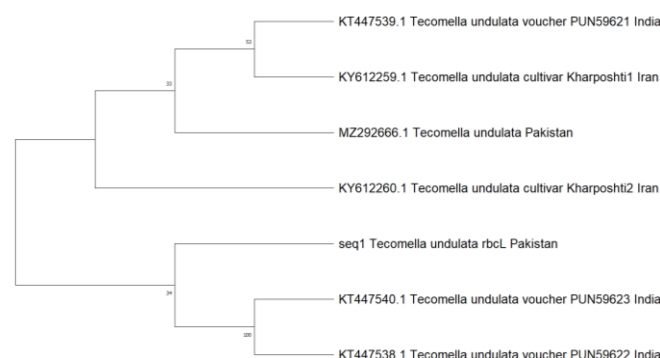 KT447539.1 Tecomella undulata voucher PUN59621 India
KY612259.1 Tecomella undulata cultivar Kharposhti1 Iran
MZ292666.1 Tecomella undulata Pakistan
KY612260.1 Tecomella undulata cultivar Kharposhti2 Iran
seq1 Tecomella undulata rbcL Pakistan
KT447540.1 Tecomella undulata voucher PUN59623 India
KT447538.1 Tecomella undulata voucher PUN59622 India